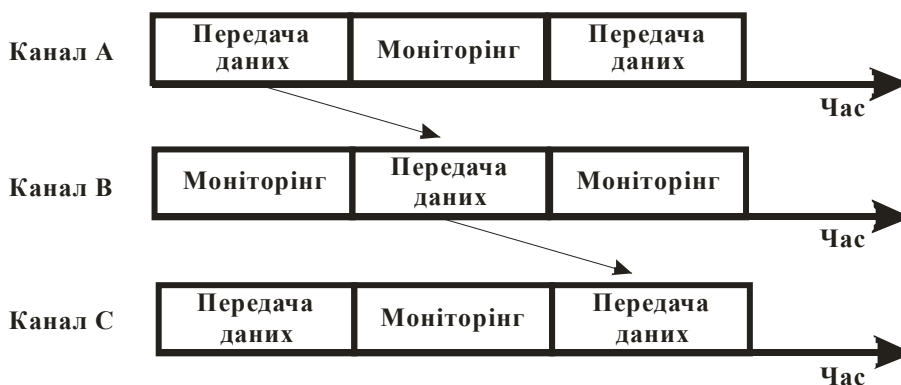 Канал А
Передача
даних
Моніторінг
Передача
даних
Час
Канал В
Моніторінг
Передача
даних
Моніторінг
Час
Канал С
Передача
даних
Моніторінг
Передача
даних
Час